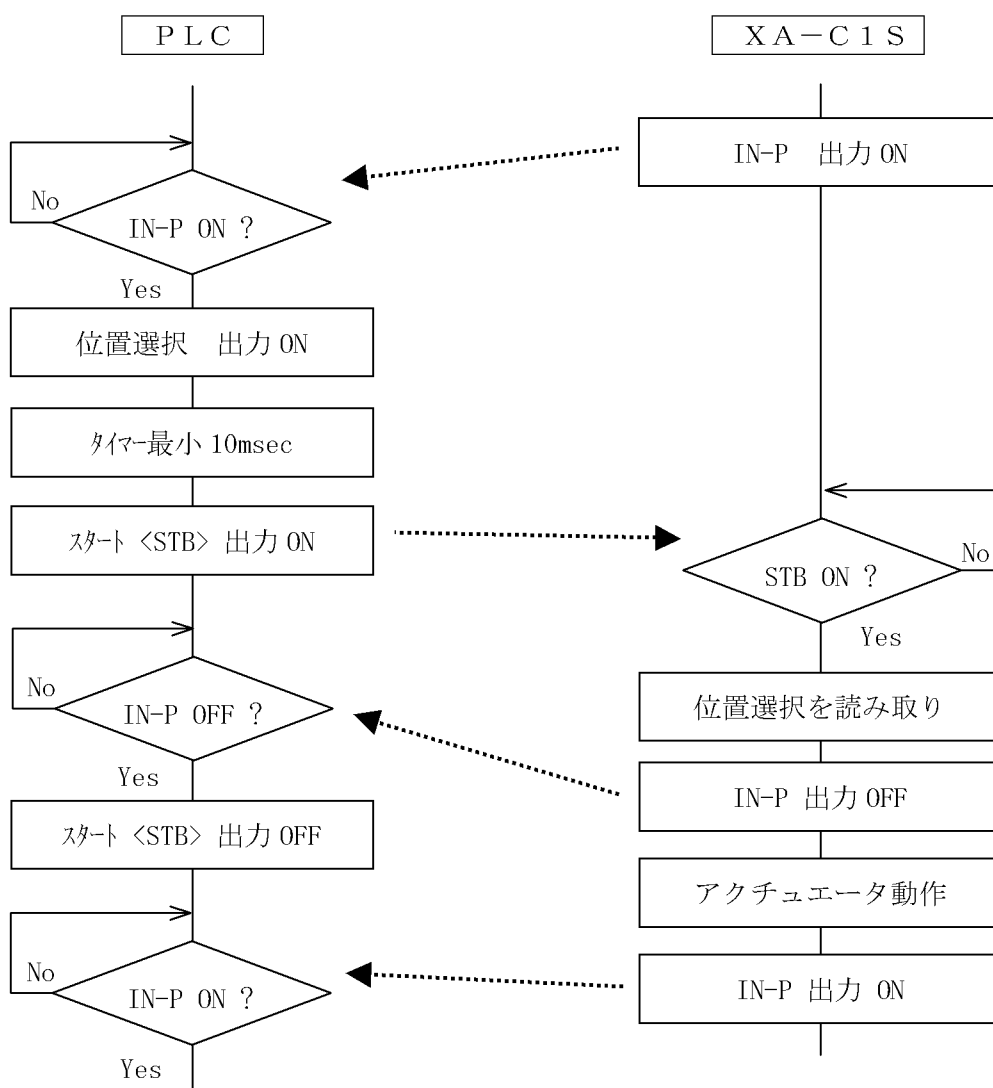 PLC
IN-P ON ?
No
Yes
位置選択 出力 ON
ﾀｲﾏｰ最小 10msec
ｽﾀｰﾄ <STB> 出力 ON
IN-P OFF ?
No
Yes
ｽﾀｰﾄ <STB> 出力 OFF
IN-P ON ?
No
Yes
XA－C1S
IN-P 出力 ON
STB ON ?
No
Yes
位置選択を読み取り
IN-P 出力 OFF
アクチュエータ動作
IN-P 出力 ON